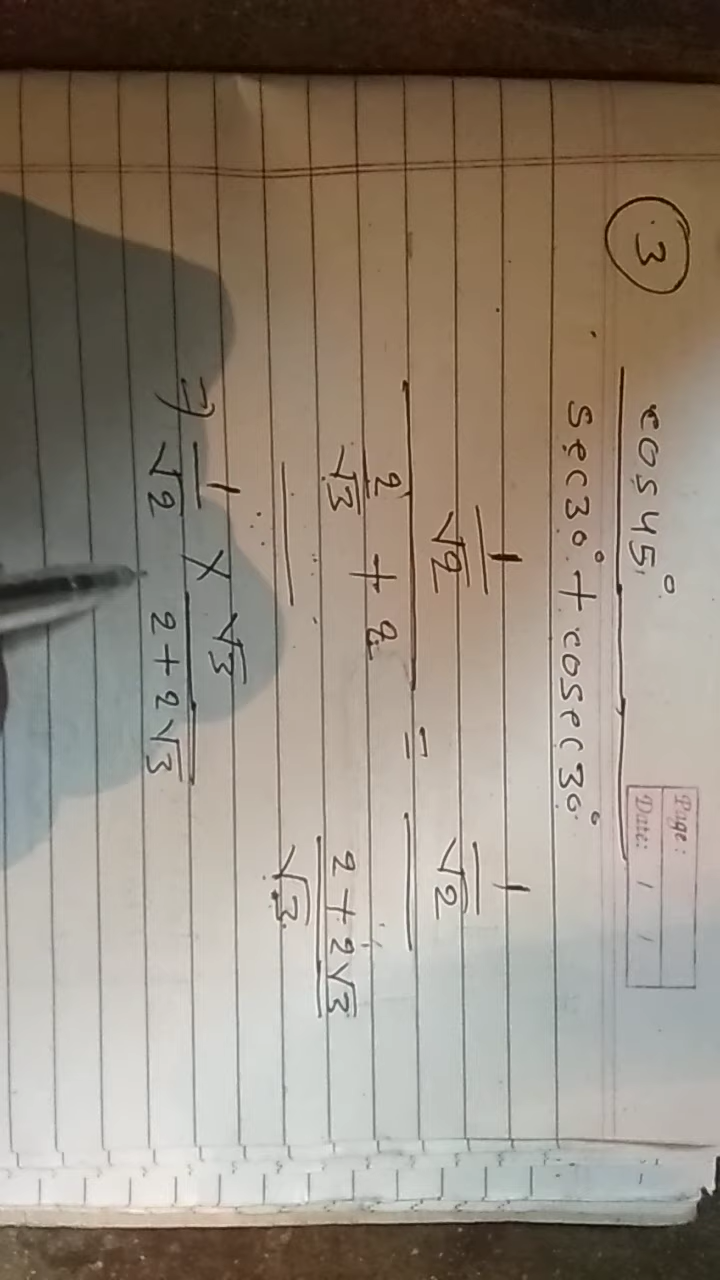 Page:
Date: / /
3
cos45°
sec30° + cosec30°
1/√2
2/√3 + 2
=
1/√2
2+2√3
√3
⇒ 1/√2 × √3/2+2√3